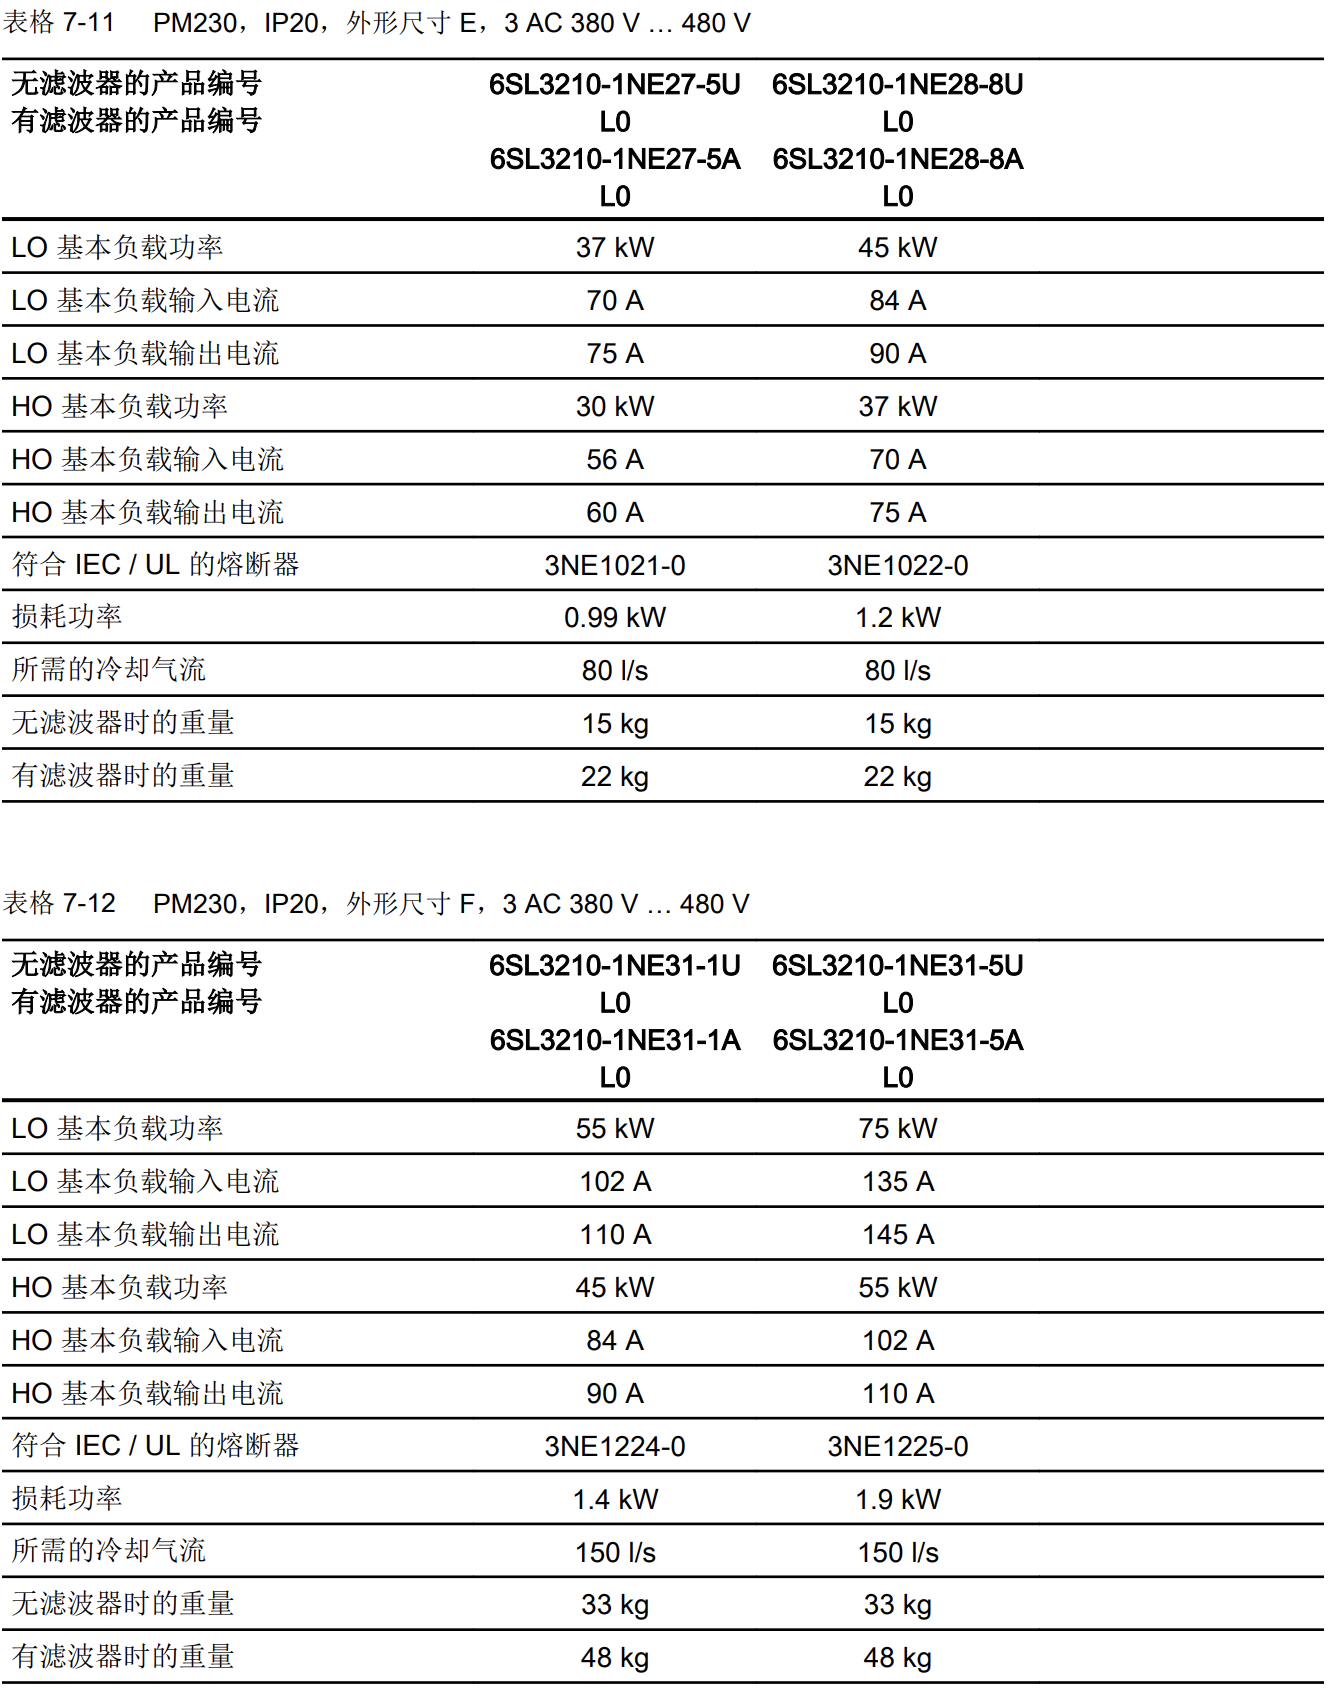 表格 7-11 PM230，IP20，外形尺寸 E，3 AC 380 V … 480 V
无滤波器的产品编号 6SL3210-1NE27-5U 6SL3210-1NE28-8U
有滤波器的产品编号 L0 L0
6SL3210-1NE27-5A 6SL3210-1NE28-8A
L0 L0
LO 基本负载功率 37 kW 45 kW
LO 基本负载输入电流 70 A 84 A
LO 基本负载输出电流 75 A 90 A
HO 基本负载功率 30 kW 37 kW
HO 基本负载输入电流 56 A 70 A
HO 基本负载输出电流 60 A 75 A
符合 IEC / UL 的熔断器 3NE1021-0 3NE1022-0
损耗功率 0.99 kW 1.2 kW
所需的冷却气流 80 l/s 80 l/s
无滤波器时的重量 15 kg 15 kg
有滤波器时的重量 22 kg 22 kg
表格 7-12 PM230，IP20，外形尺寸 F，3 AC 380 V … 480 V
无滤波器的产品编号 6SL3210-1NE31-1U 6SL3210-1NE31-5U
有滤波器的产品编号 L0 L0
6SL3210-1NE31-1A 6SL3210-1NE31-5A
L0 L0
LO 基本负载功率 55 kW 75 kW
LO 基本负载输入电流 102 A 135 A
LO 基本负载输出电流 110 A 145 A
HO 基本负载功率 45 kW 55 kW
HO 基本负载输入电流 84 A 102 A
HO 基本负载输出电流 90 A 110 A
符合 IEC / UL 的熔断器 3NE1224-0 3NE1225-0
损耗功率 1.4 kW 1.9 kW
所需的冷却气流 150 l/s 150 l/s
无滤波器时的重量 33 kg 33 kg
有滤波器时的重量 48 kg 48 kg